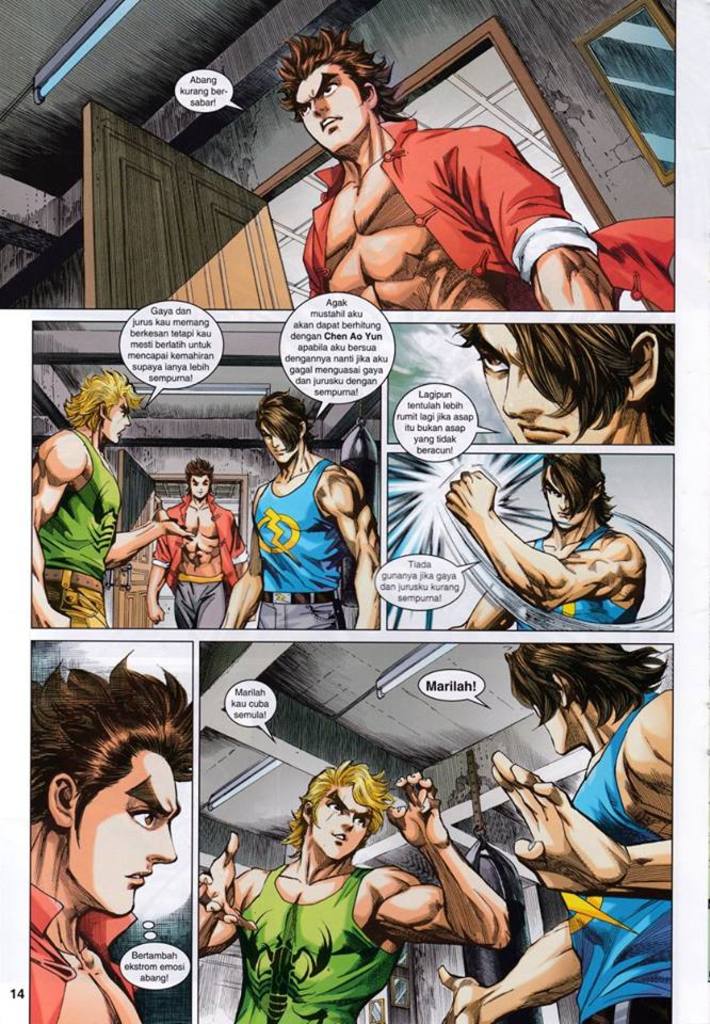 Abang
kurang ber-
sabar!
Gaya dan
jurus kau memang
berkesan tetapi kau
mesti berlatih untuk
mencapai kemahiran
supaya ianya lebih
sempurna!
Agak
mustahil aku
akan dapat berhitung
dengan Chen Ao Yun
apabila aku bersua
dengannya nanti jika aku
gagal menguasai gaya
dan jurusku dengan
sempurna!
Lagipun
tentulah lebih
rumit lagi jika asap
itu bukan asap
yang tidak
beracun!
Tiada
gunanya jika gaya
dan jurusku kurang
sempurna!
Bertambah
ekstrom emosi
abang!
Marilah
kau cuba
semula!
Marilah!
14